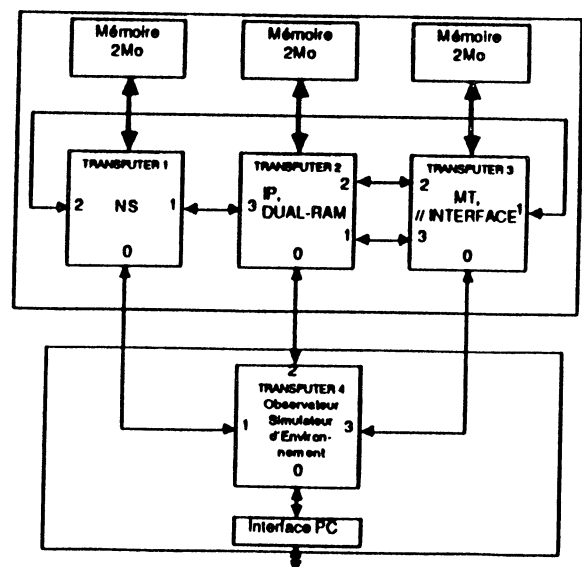 Mémoire
2Mo
Mémoire
2Mo
Mémoire
2Mo
TRANSPUTER 1
2 NS 1
0
TRANSPUTER 2
IP,
DUAL-RAM
2
3
1
0
TRANSPUTER 3
2
MT,
// INTERFACE
1
3
0
2
TRANSPUTER 4
Observateur
Simulateur
d'Environ-
nement
1
3
0
Interface PC